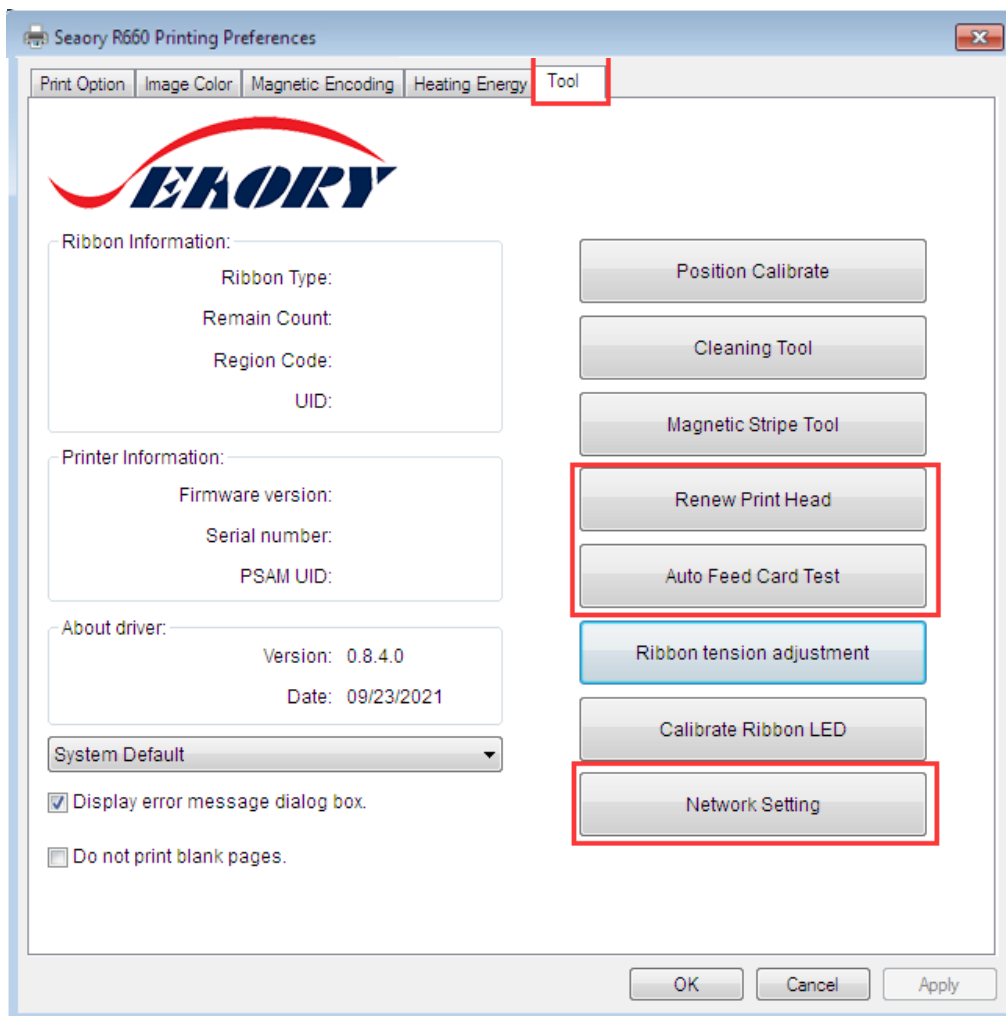 Seaory R660 Printing Preferences
Print Option Image Color Magnetic Encoding Heating Energy Tool
SEAORY
Ribbon Information:
Ribbon Type:
Remain Count:
Region Code:
UID:
Printer Information:
Firmware version:
Serial number:
PSAM UID:
About driver:
Version: 0.8.4.0
Date: 09/23/2021
System Default
Display error message dialog box.
Do not print blank pages.
Position Calibrate
Cleaning Tool
Magnetic Stripe Tool
Renew Print Head
Auto Feed Card Test
Ribbon tension adjustment
Calibrate Ribbon LED
Network Setting
OK Cancel Apply